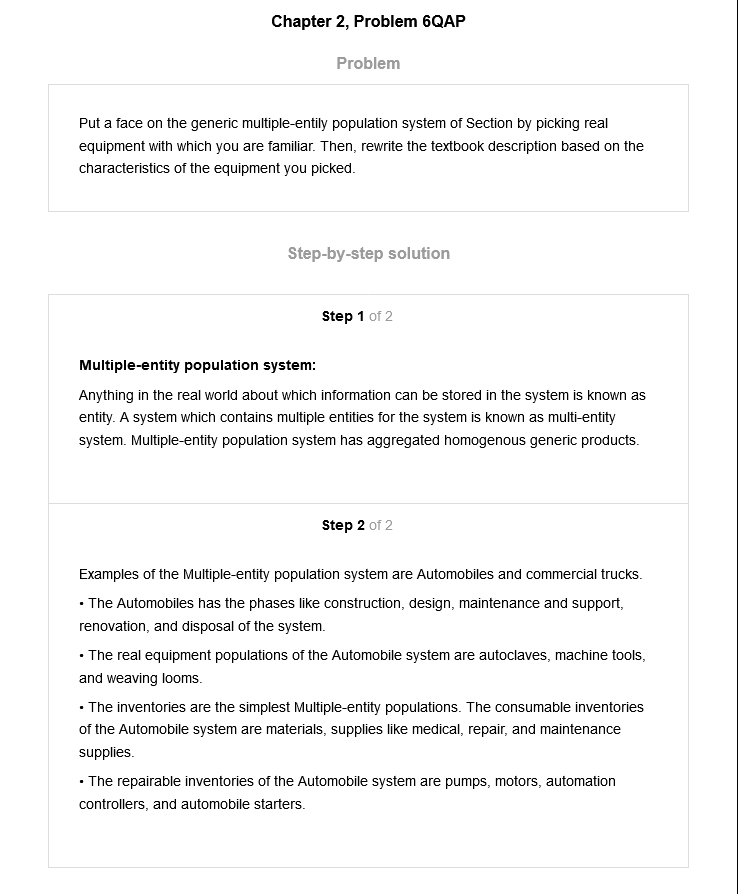 Chapter 2, Problem 6QAP
Problem
Put a face on the generic multiple-entily population system of Section by picking real
equipment with which you are familiar. Then, rewrite the textbook description based on the
characteristics of the equipment you picked.
Step-by-step solution
Step 1 of 2
Multiple-entity population system:
Anything in the real world about which information can be stored in the system is known as
entity. A system which contains multiple entities for the system is known as multi-entity
system. Multiple-entity population system has aggregated homogenous generic products.
Step 2 of 2
Examples of the Multiple-entity population system are Automobiles and commercial trucks.
• The Automobiles has the phases like construction, design, maintenance and support,
renovation, and disposal of the system.
• The real equipment populations of the Automobile system are autoclaves, machine tools,
and weaving looms.
• The inventories are the simplest Multiple-entity populations. The consumable inventories
of the Automobile system are materials, supplies like medical, repair, and maintenance
supplies.
• The repairable inventories of the Automobile system are pumps, motors, automation
controllers, and automobile starters.